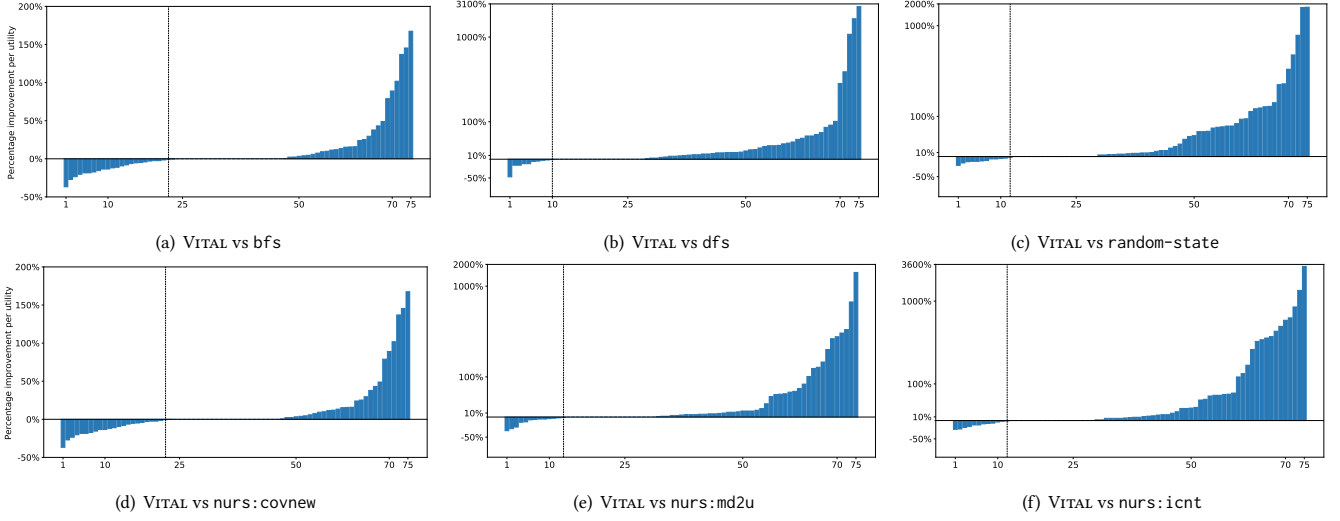 Percentage improvement per utility
200%
150%
100%
50%
0%
-50%
1 10 25 50 70 75
(a) VITAL vs bfs
3100%
1000%
100%
10%
-50%
1 10 25 50 70 75
(b) VITAL vs dfs
2000%
1000%
100%
10%
-50%
1 10 25 50 70 75
(c) VITAL vs random-state
Percentage improvement per utility
200%
150%
100%
50%
0%
-50%
1 10 25 50 70 75
(d) VITAL vs nurs:covnew
2000%
1000%
100%
10%
-50%
1 10 25 50 70 75
(e) VITAL vs nurs:md2u
3600%
1000%
100%
10%
-50%
1 10 25 50 70 75
(f) VITAL vs nurs:icnt